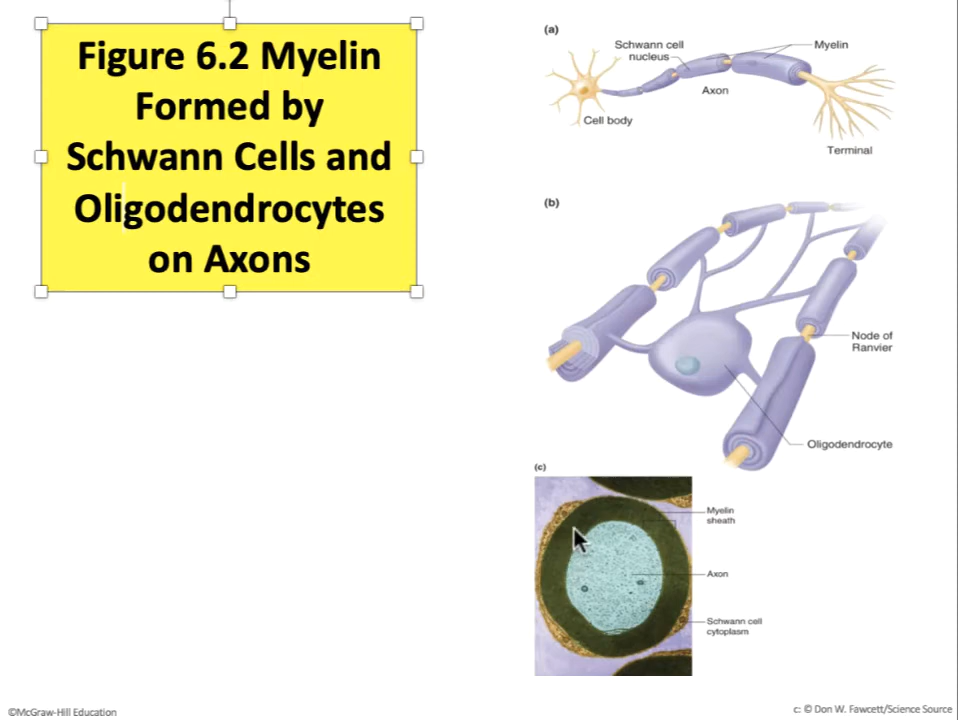 Figure 6.2 Myelin
Formed by
Schwann Cells and
Oligodendrocytes
on Axons
(a)
Schwann cell
nucleus
Myelin
Axon
Cell body
Terminal
(b)
Node of
Ranvier
Oligodendrocyte
(c)
Myelin
sheath
Axon
Schwann cell
cytoplasm
©McGraw-Hill Education
c: © Don W. Fawcett/Science Source